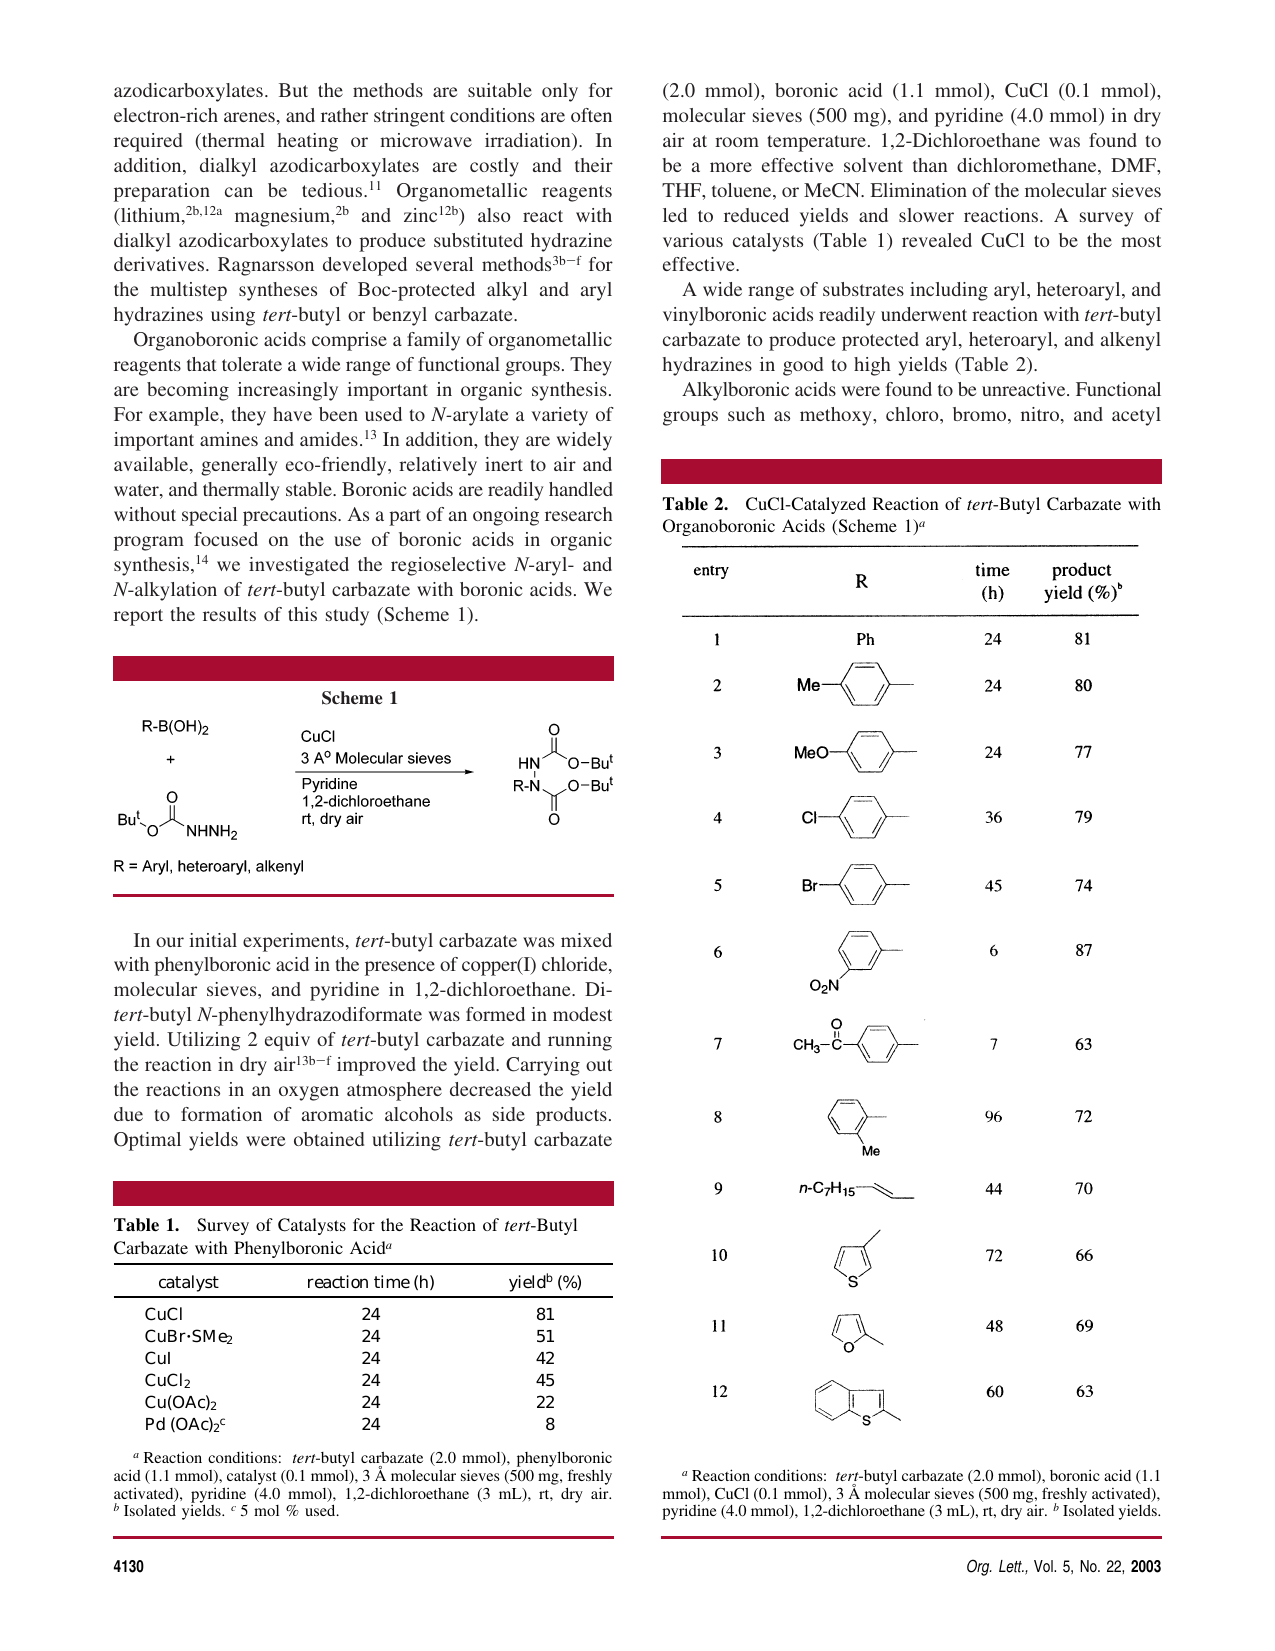 azodicarboxylates. But the methods are suitable only for
electron-rich arenes, and rather stringent conditions are often
required (thermal heating or microwave irradiation). In
addition, dialkyl azodicarboxylates are costly and their
preparation can be tedious.11 Organometallic reagents
(lithium,2b,12a magnesium,2b and zinc12b) also react with
dialkyl azodicarboxylates to produce substituted hydrazine
derivatives. Ragnarsson developed several methods3b−f for
the multistep syntheses of Boc-protected alkyl and aryl
hydrazines using tert-butyl or benzyl carbazate.
Organoboronic acids comprise a family of organometallic
reagents that tolerate a wide range of functional groups. They
are becoming increasingly important in organic synthesis.
For example, they have been used to N-arylate a variety of
important amines and amides.13 In addition, they are widely
available, generally eco-friendly, relatively inert to air and
water, and thermally stable. Boronic acids are readily handled
without special precautions. As a part of an ongoing research
program focused on the use of boronic acids in organic
synthesis,14 we investigated the regioselective N-aryl- and
N-alkylation of tert-butyl carbazate with boronic acids. We
report the results of this study (Scheme 1).
Scheme 1
R-B(OH)2
+
But
O
O
NHNH2
CuCl
3 Ao Molecular sieves
Pyridine
1,2-dichloroethane
rt, dry air
O
HN O−But
R-N O−But
O
R = Aryl, heteroaryl, alkenyl
In our initial experiments, tert-butyl carbazate was mixed
with phenylboronic acid in the presence of copper(I) chloride,
molecular sieves, and pyridine in 1,2-dichloroethane. Di-
tert-butyl N-phenylhydrazodiformate was formed in modest
yield. Utilizing 2 equiv of tert-butyl carbazate and running
the reaction in dry air13b−f improved the yield. Carrying out
the reactions in an oxygen atmosphere decreased the yield
due to formation of aromatic alcohols as side products.
Optimal yields were obtained utilizing tert-butyl carbazate
Table 1. Survey of Catalysts for the Reaction of tert-Butyl
Carbazate with Phenylboronic Acida
catalyst reaction time (h) yieldb (%)
CuCl 24 81
CuBr·SMe2 24 51
CuI 24 42
CuCl2 24 45
Cu(OAc)2 24 22
Pd (OAc)2c 24 8
a Reaction conditions: tert-butyl carbazate (2.0 mmol), phenylboronic
acid (1.1 mmol), catalyst (0.1 mmol), 3 Å molecular sieves (500 mg, freshly
activated), pyridine (4.0 mmol), 1,2-dichloroethane (3 mL), rt, dry air.
b Isolated yields. c 5 mol % used.
(2.0 mmol), boronic acid (1.1 mmol), CuCl (0.1 mmol),
molecular sieves (500 mg), and pyridine (4.0 mmol) in dry
air at room temperature. 1,2-Dichloroethane was found to
be a more effective solvent than dichloromethane, DMF,
THF, toluene, or MeCN. Elimination of the molecular sieves
led to reduced yields and slower reactions. A survey of
various catalysts (Table 1) revealed CuCl to be the most
effective.
A wide range of substrates including aryl, heteroaryl, and
vinylboronic acids readily underwent reaction with tert-butyl
carbazate to produce protected aryl, heteroaryl, and alkenyl
hydrazines in good to high yields (Table 2).
Alkylboronic acids were found to be unreactive. Functional
groups such as methoxy, chloro, bromo, nitro, and acetyl
Table 2. CuCl-Catalyzed Reaction of tert-Butyl Carbazate with
Organoboronic Acids (Scheme 1)a
entry R time product
(h) yield (%)b
1 Ph 24 81
2 Me 24 80
3 MeO 24 77
4 Cl 36 79
5 Br 45 74
6 6 87
O2N
O
7 CH3−C 7 63
8 96 72
Me
9 n-C7H15 44 70
10 72 66
S
11 48 69
O
12 60 63
S
a Reaction conditions: tert-butyl carbazate (2.0 mmol), boronic acid (1.1
mmol), CuCl (0.1 mmol), 3 Å molecular sieves (500 mg, freshly activated),
pyridine (4.0 mmol), 1,2-dichloroethane (3 mL), rt, dry air. b Isolated yields.
4130
Org. Lett., Vol. 5, No. 22, 2003